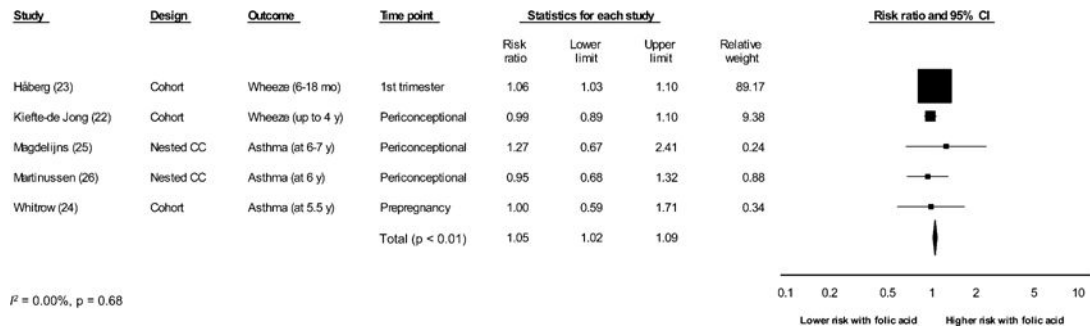 Study Design Outcome Time point Statistics for each study Risk ratio and 95% CI
Risk ratio Lower limit Upper limit Relative weight
Håberg (23) Cohort Wheeze (6-18 mo) 1st trimester 1.06 1.03 1.10 89.17
Kiefte-de Jong (22) Cohort Wheeze (up to 4 y) Periconceptional 0.99 0.89 1.10 9.38
Magdelijns (25) Nested CC Asthma (at 6-7 y) Periconceptional 1.27 0.67 2.41 0.24
Martinussen (26) Nested CC Asthma (at 6 y) Periconceptional 0.95 0.68 1.32 0.88
Whitrow (24) Cohort Asthma (at 5.5 y) Prepregnancy 1.00 0.59 1.71 0.34
Total (p < 0.01) 1.05 1.02 1.09
I² = 0.00%, p = 0.68
0.1 0.2 0.5 1 2 5 10
Lower risk with folic acid Higher risk with folic acid